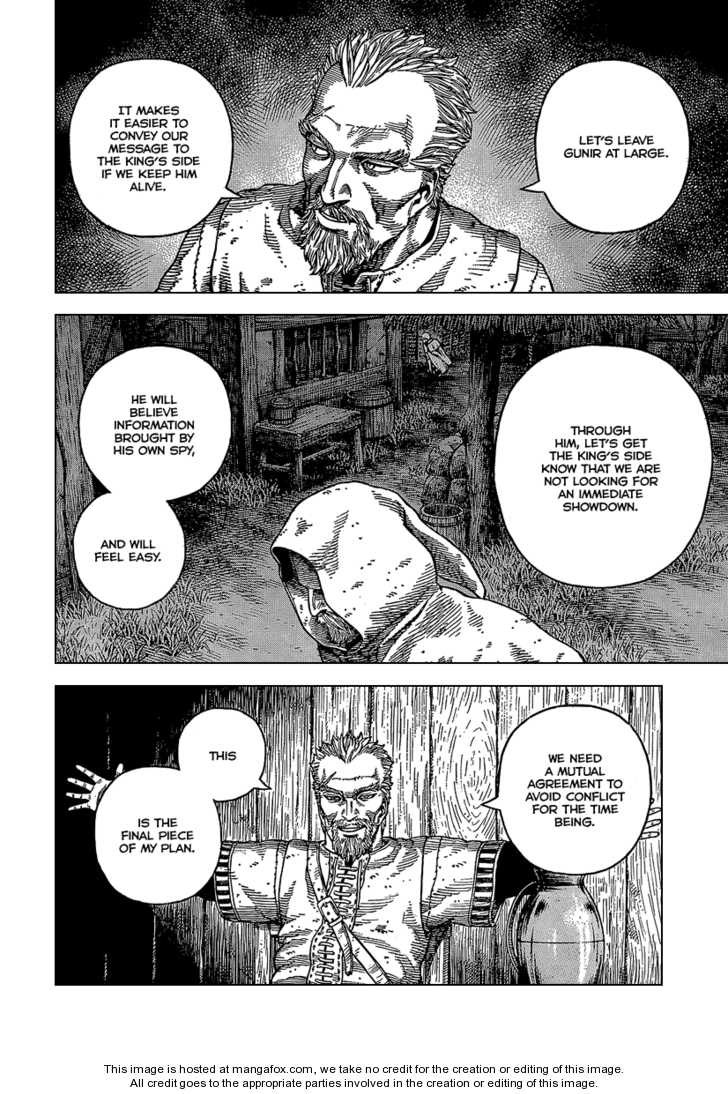 LET'S LEAVE
GUNIR AT LARGE.
IT MAKES
IT EASIER TO
CONVEY OUR
MESSAGE TO
THE KING'S SIDE
IF WE KEEP HIM
ALIVE.
THROUGH
HIM, LET'S GET
THE KING'S SIDE
KNOW THAT WE ARE
NOT LOOKING FOR
AN IMMEDIATE
SHOWDOWN.
HE WILL
BELIEVE
INFORMATION
BROUGHT BY
HIS OWN SPY,
AND WILL
FEEL EASY.
WE NEED
A MUTUAL
AGREEMENT TO
AVOID CONFLICT
FOR THE TIME
BEING.
THIS
IS THE
FINAL PIECE
OF MY PLAN.
This image is hosted at mangafox.com, we take no credit for the creation or editing of this image.
All credit goes to the appropriate parties involved in the creation or editing of this image.